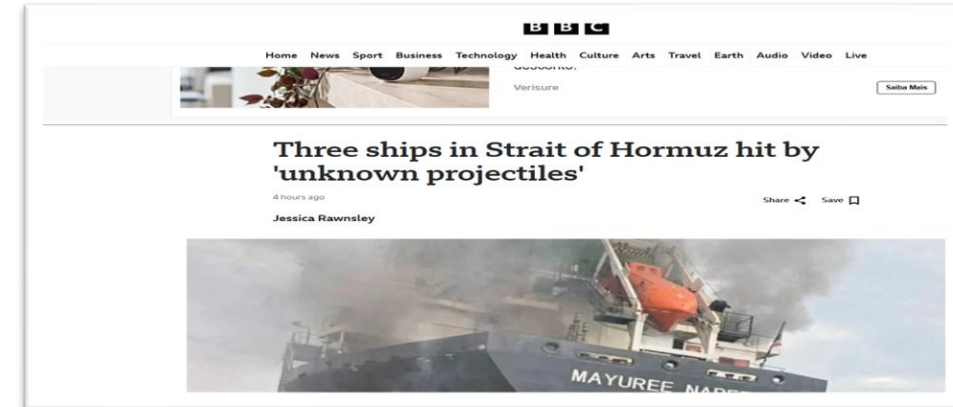 BBC
Home News Sport Business Technology Health Culture Arts Travel Earth Audio Video Live
Verisure
Saiba Mais
Three ships in Strait of Hormuz hit by
'unknown projectiles'
4 hours ago
Share Save
Jessica Rawnsley
MAYUREE